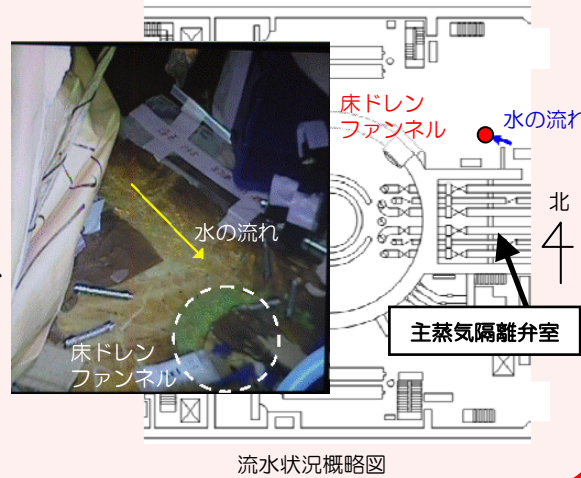 床ドレン
ファンネル
水の流れ
北
水の流れ
床ドレン
ファンネル
主蒸気隔離弁室
流水状況概略図